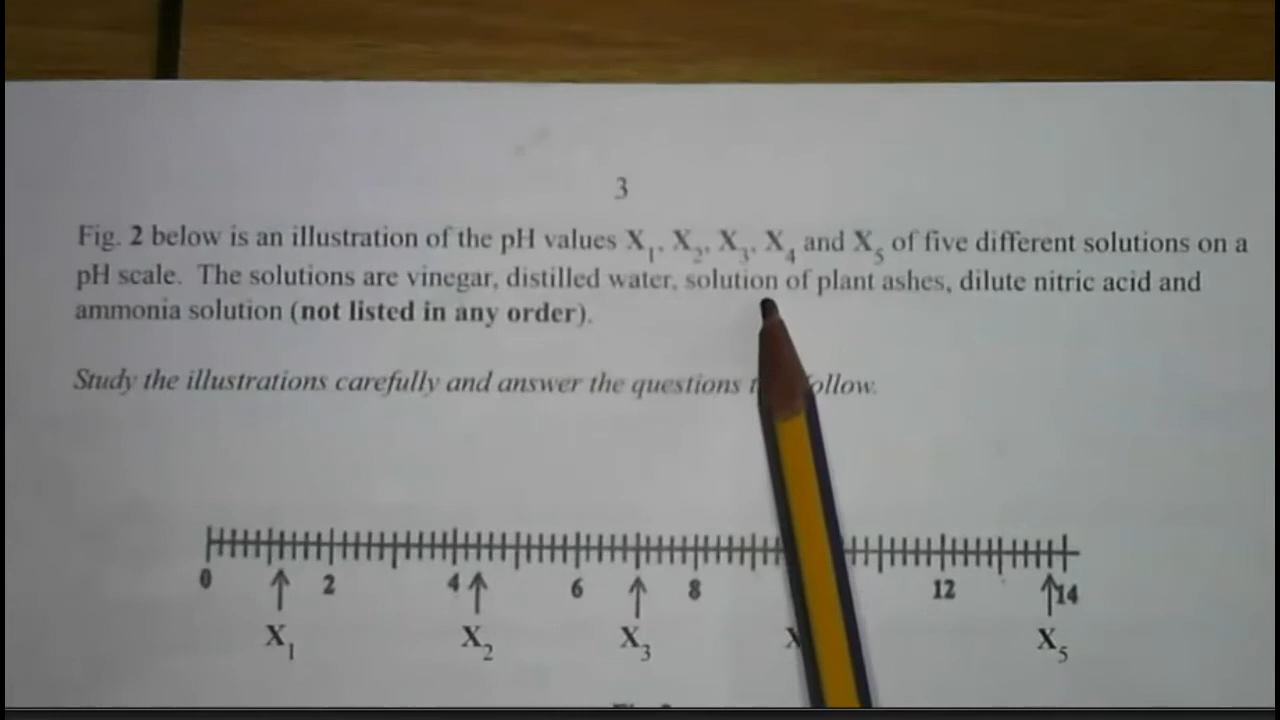 3
Fig. 2 below is an illustration of the pH values X₁, X₂, X₃, X₄ and X₅ of five different solutions on a
pH scale. The solutions are vinegar, distilled water, solution of plant ashes, dilute nitric acid and
ammonia solution (not listed in any order).
Study the illustrations carefully and answer the questions follow.
0 2 4 6 8 12 14
X₁ X₂ X₃ X X₅